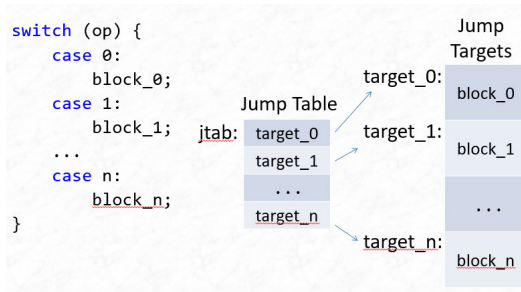 switch (op) {
case 0:
block_0;
case 1:
block_1;
...
case n:
block_n;
}
Jump Table
jtab:
target_0
target_1
...
target_n
Jump
Targets
target_0:
block_0
target_1:
block_1
...
target_n:
block_n